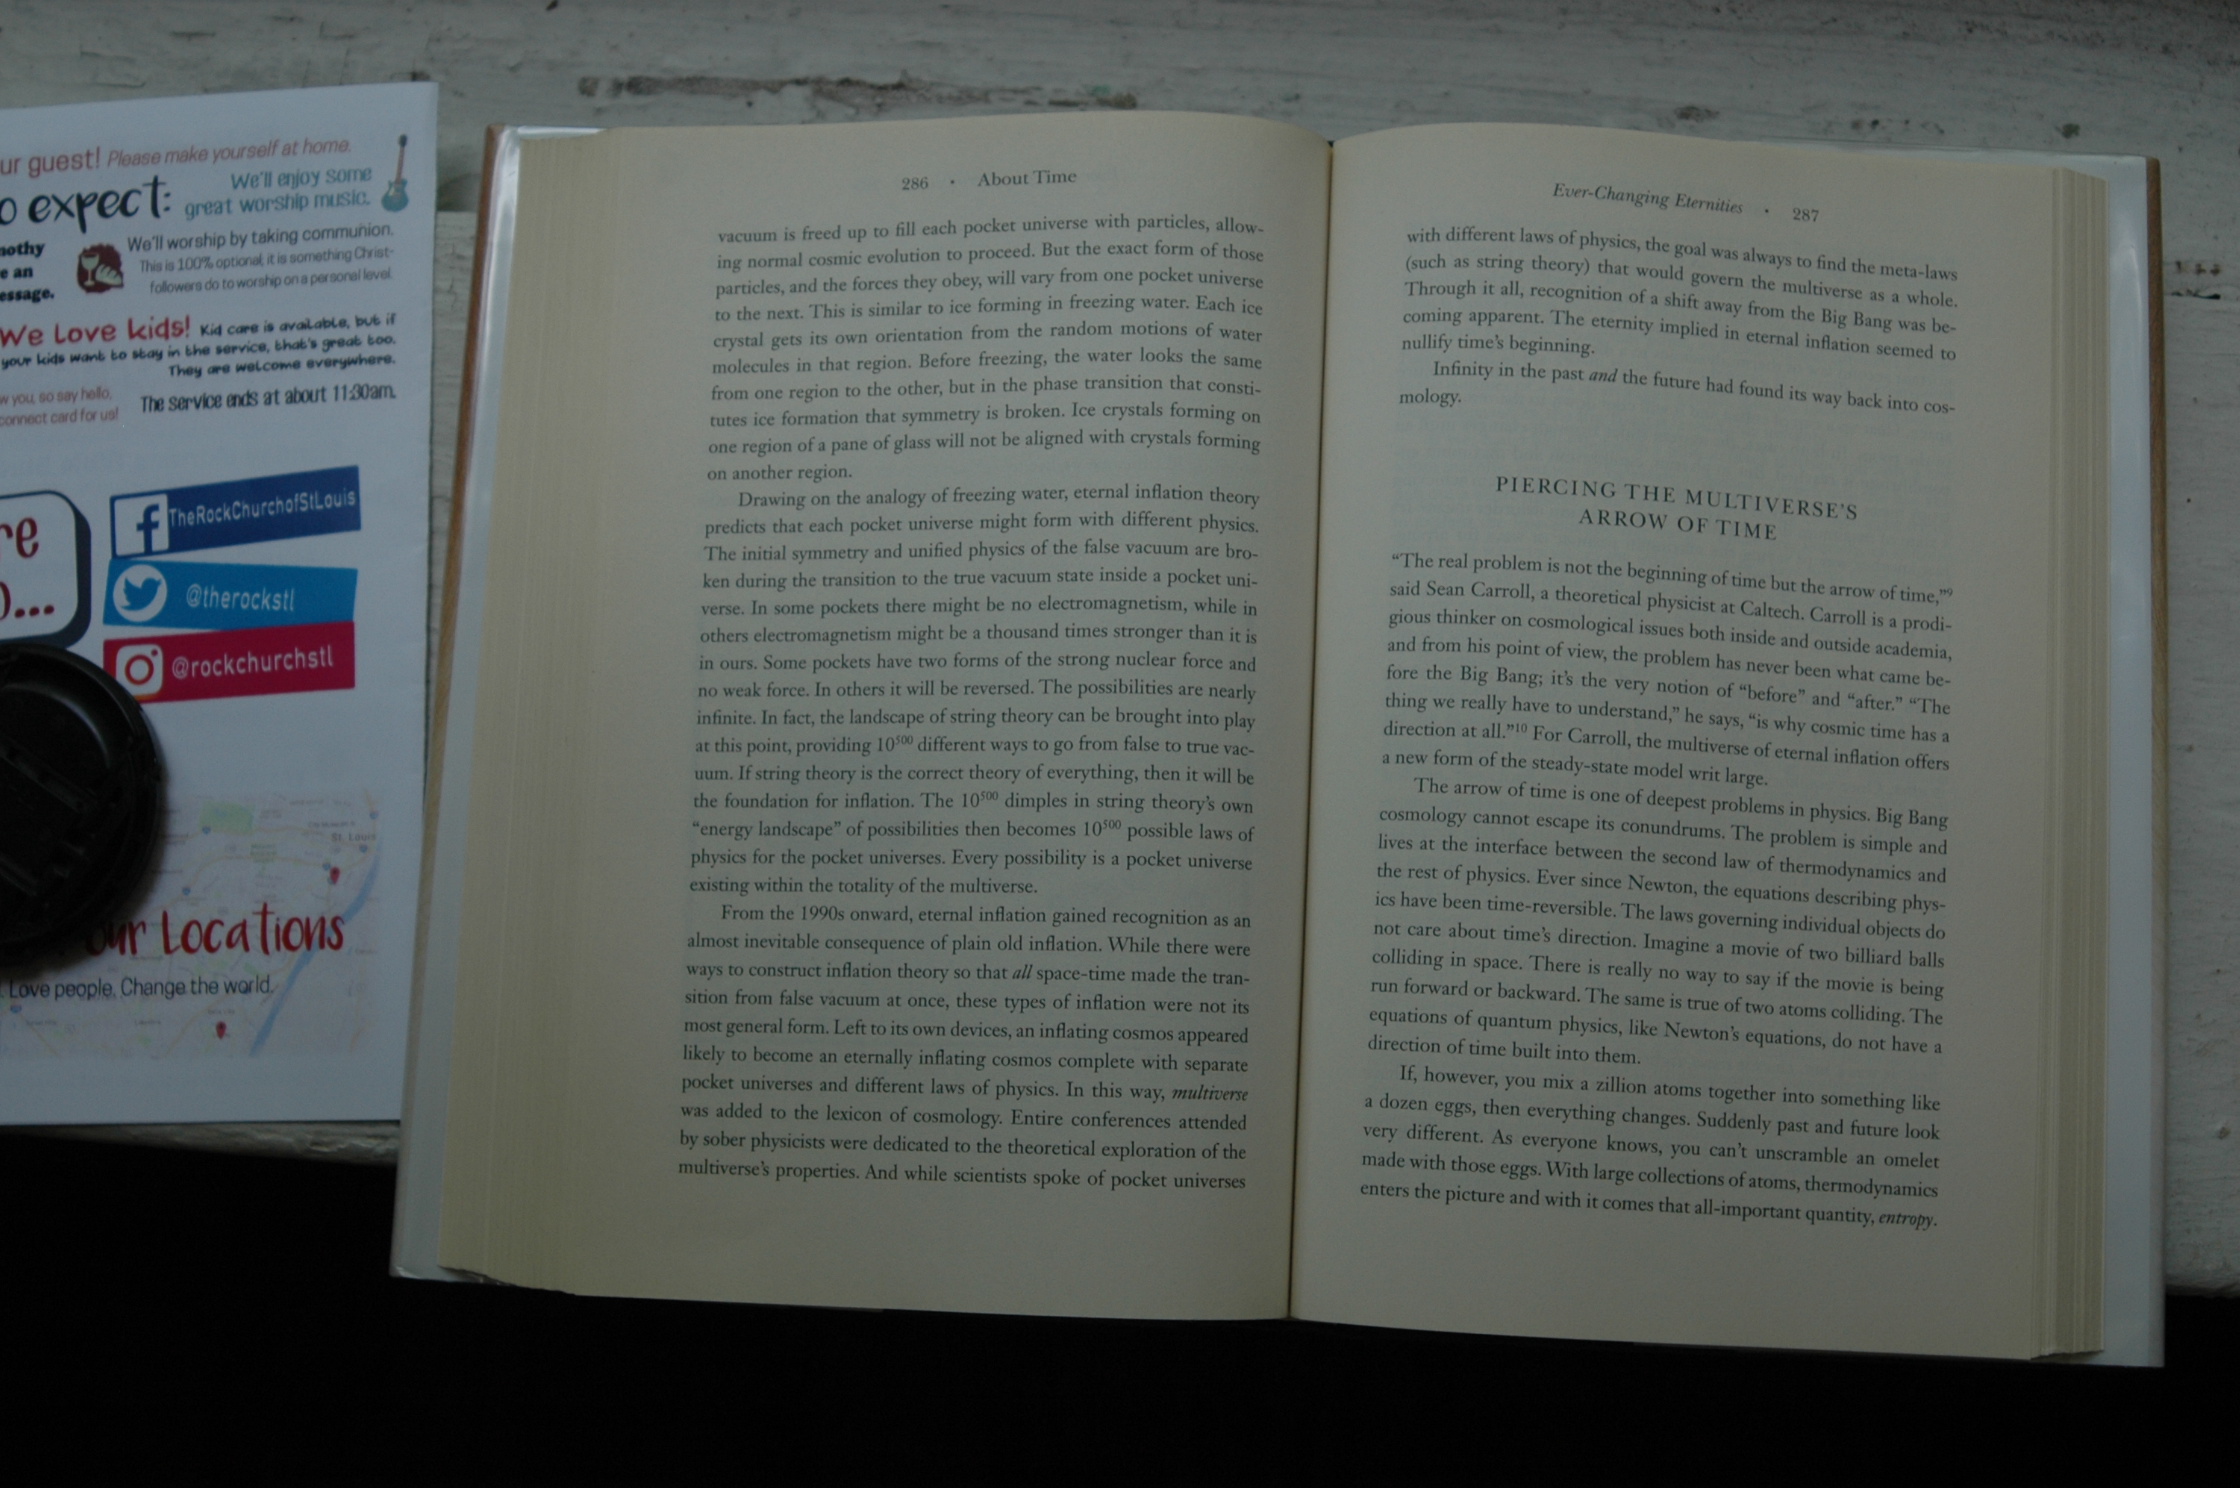 ur guest! Please make yourself at home.
o expect:
We'll enjoy some
great worship music.
nothy
e an
essage.
We'll worship by taking communion.
This is 100% optional, it is something Christ-
followers do to worship on a personal level.
We Love kids! Kid care is available, but if
your kids want to stay in the service, that's great too.
They are welcome everywhere.
w you, so say hello,
connect card for us!
The service ends at about 11:30am.
re
o...
TheRockChurchofStLouis
@therockstl
@rockchurchstl
St. Louis
our Locations
Love people. Change the world.
286 • About Time
vacuum is freed up to fill each pocket universe with particles, allow-
ing normal cosmic evolution to proceed. But the exact form of those
particles, and the forces they obey, will vary from one pocket universe
to the next. This is similar to ice forming in freezing water. Each ice
crystal gets its own orientation from the random motions of water
molecules in that region. Before freezing, the water looks the same
from one region to the other, but in the phase transition that consti-
tutes ice formation that symmetry is broken. Ice crystals forming on
one region of a pane of glass will not be aligned with crystals forming
on another region.
Drawing on the analogy of freezing water, eternal inflation theory
predicts that each pocket universe might form with different physics.
The initial symmetry and unified physics of the false vacuum are bro-
ken during the transition to the true vacuum state inside a pocket uni-
verse. In some pockets there might be no electromagnetism, while in
others electromagnetism might be a thousand times stronger than it is
in ours. Some pockets have two forms of the strong nuclear force and
no weak force. In others it will be reversed. The possibilities are nearly
infinite. In fact, the landscape of string theory can be brought into play
at this point, providing 10⁵⁰⁰ different ways to go from false to true vac-
uum. If string theory is the correct theory of everything, then it will be
the foundation for inflation. The 10⁵⁰⁰ dimples in string theory's own
“energy landscape” of possibilities then becomes 10⁵⁰⁰ possible laws of
physics for the pocket universes. Every possibility is a pocket universe
existing within the totality of the multiverse.
From the 1990s onward, eternal inflation gained recognition as an
almost inevitable consequence of plain old inflation. While there were
ways to construct inflation theory so that all space-time made the tran-
sition from false vacuum at once, these types of inflation were not its
most general form. Left to its own devices, an inflating cosmos appeared
likely to become an eternally inflating cosmos complete with separate
pocket universes and different laws of physics. In this way, multiverse
was added to the lexicon of cosmology. Entire conferences attended
by sober physicists were dedicated to the theoretical exploration of the
multiverse's properties. And while scientists spoke of pocket universes
Ever-Changing Eternities • 287
with different laws of physics, the goal was always to find the meta-laws
(such as string theory) that would govern the multiverse as a whole.
Through it all, recognition of a shift away from the Big Bang was be-
coming apparent. The eternity implied in eternal inflation seemed to
nullify time's beginning.
Infinity in the past and the future had found its way back into cos-
mology.
PIERCING THE MULTIVERSE'S
ARROW OF TIME
“The real problem is not the beginning of time but the arrow of time,”⁹
said Sean Carroll, a theoretical physicist at Caltech. Carroll is a prodi-
gious thinker on cosmological issues both inside and outside academia,
and from his point of view, the problem has never been what came be-
fore the Big Bang; it's the very notion of “before” and “after.” “The
thing we really have to understand,” he says, “is why cosmic time has a
direction at all.”¹⁰ For Carroll, the multiverse of eternal inflation offers
a new form of the steady-state model writ large.
The arrow of time is one of deepest problems in physics. Big Bang
cosmology cannot escape its conundrums. The problem is simple and
lives at the interface between the second law of thermodynamics and
the rest of physics. Ever since Newton, the equations describing phys-
ics have been time-reversible. The laws governing individual objects do
not care about time's direction. Imagine a movie of two billiard balls
colliding in space. There is really no way to say if the movie is being
run forward or backward. The same is true of two atoms colliding. The
equations of quantum physics, like Newton's equations, do not have a
direction of time built into them.
If, however, you mix a zillion atoms together into something like
a dozen eggs, then everything changes. Suddenly past and future look
very different. As everyone knows, you can't unscramble an omelet
made with those eggs. With large collections of atoms, thermodynamics
enters the picture and with it comes that all-important quantity, entropy.